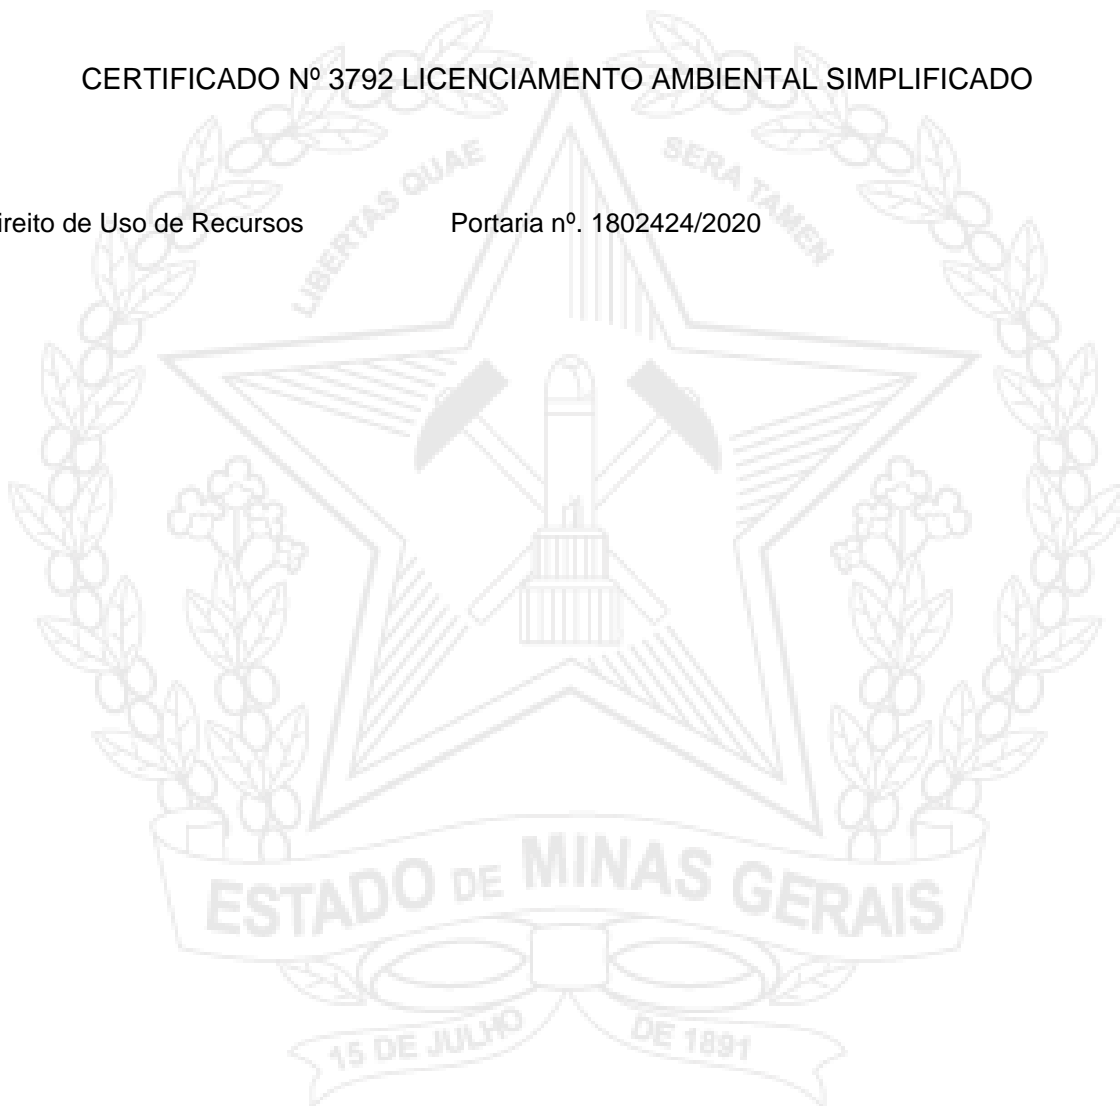 CERTIFICADO Nº 3792 LICENCIAMENTO AMBIENTAL SIMPLIFICADO
LIBERTAS QUAE SERA TAMEN
ireito de Uso de Recursos Portaria nº. 1802424/2020
ESTADO DE MINAS GERAIS
15 DE JULHO DE 1891